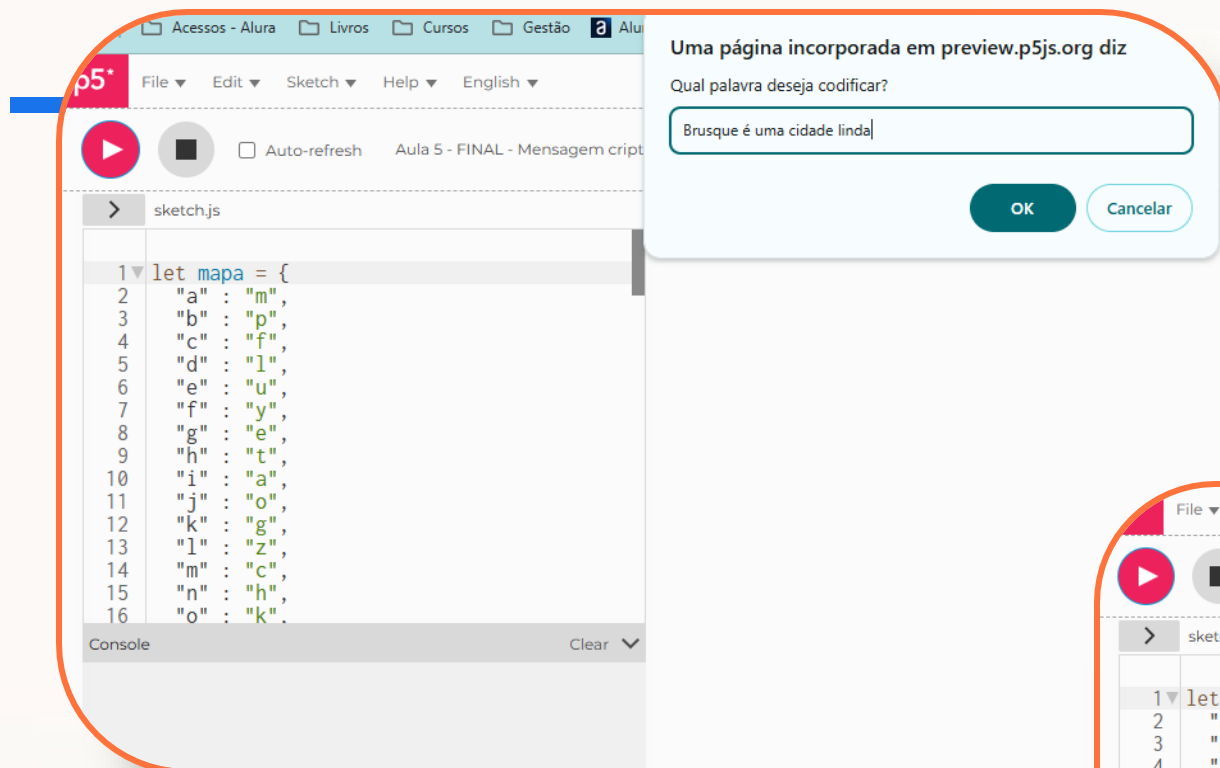 Acessos - Alura Livros Cursos Gestão a Alu
Uma página incorporada em preview.p5js.org diz
Qual palavra deseja codificar?
Brusque é uma cidade linda
OK Cancelar
p5* File Edit Sketch Help English
Auto-refresh Aula 5 - FINAL - Mensagem cript
sketch.js
1 let mapa = {
2 "a" : "m",
3 "b" : "p",
4 "c" : "f",
5 "d" : "l",
6 "e" : "u",
7 "f" : "y",
8 "g" : "e",
9 "h" : "t",
10 "i" : "a",
11 "j" : "o",
12 "k" : "g",
13 "l" : "z",
14 "m" : "c",
15 "n" : "h",
16 "o" : "k",
Console Clear
File
sket
1 let
2 "
3 "
4 "